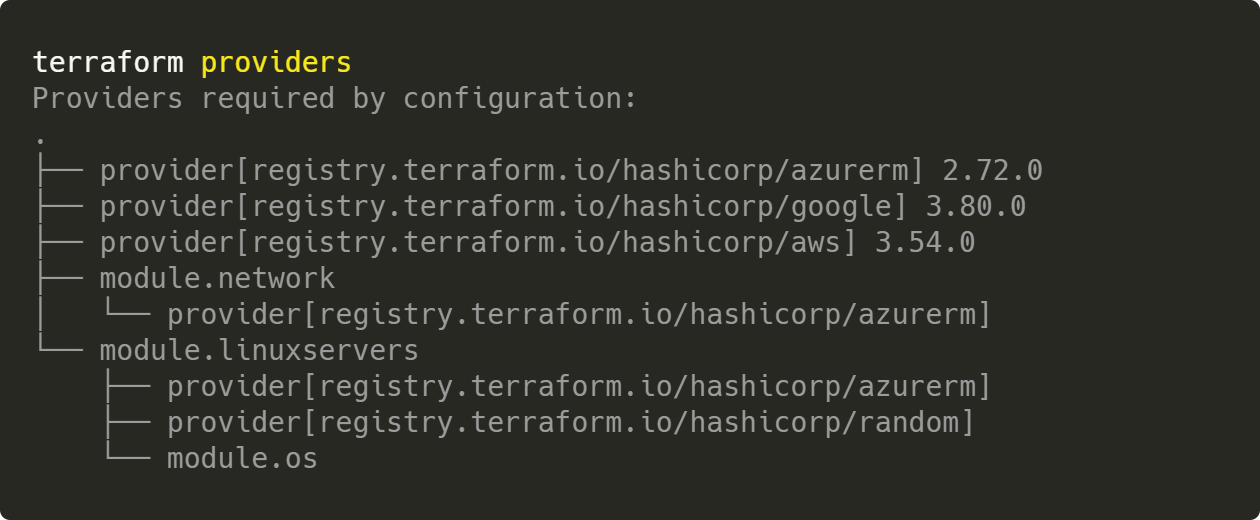 terraform providers
Providers required by configuration:
.
├── provider[registry.terraform.io/hashicorp/azurerm] 2.72.0
├── provider[registry.terraform.io/hashicorp/google] 3.80.0
├── provider[registry.terraform.io/hashicorp/aws] 3.54.0
├── module.network
│   └── provider[registry.terraform.io/hashicorp/azurerm]
└── module.linuxservers
    ├── provider[registry.terraform.io/hashicorp/azurerm]
    ├── provider[registry.terraform.io/hashicorp/random]
    └── module.os